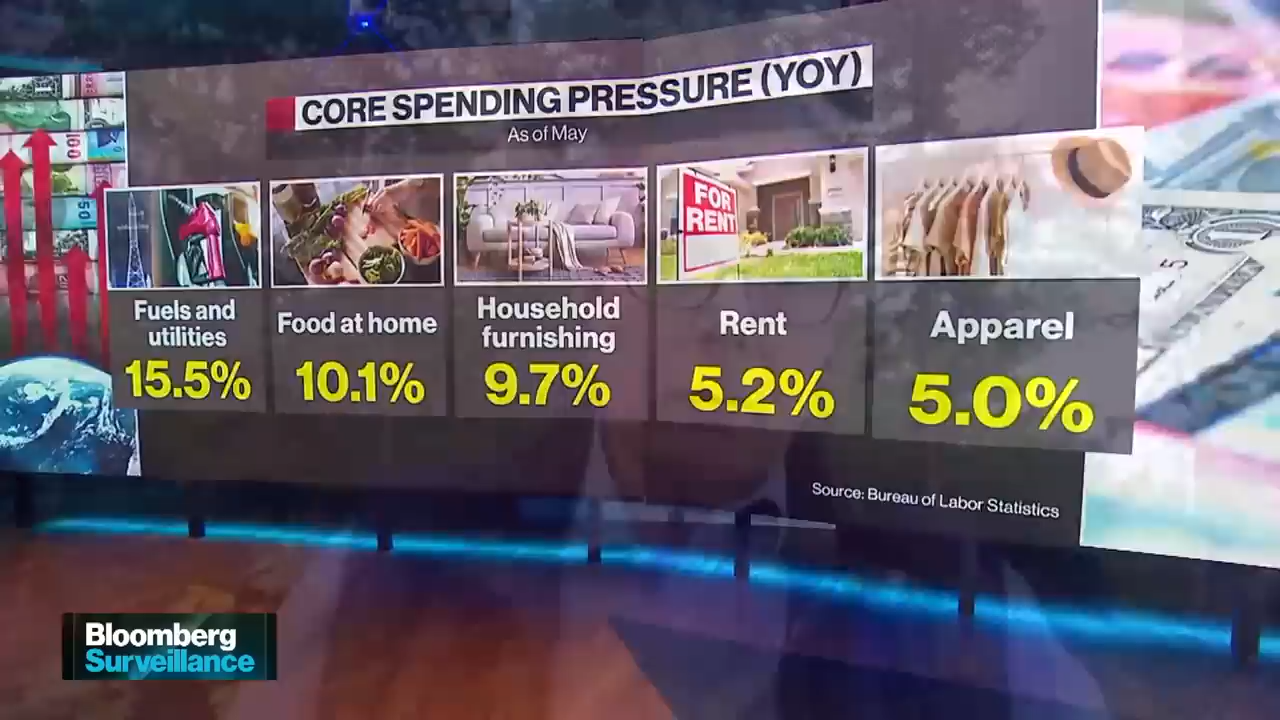 CORE SPENDING PRESSURE (YOY)
As of May
FOR
RENT
Fuels and
utilities
15.5%
Food at home
10.1%
Household
furnishing
9.7%
Rent
5.2%
Apparel
5.0%
Source: Bureau of Labor Statistics
Bloomberg
Surveillance